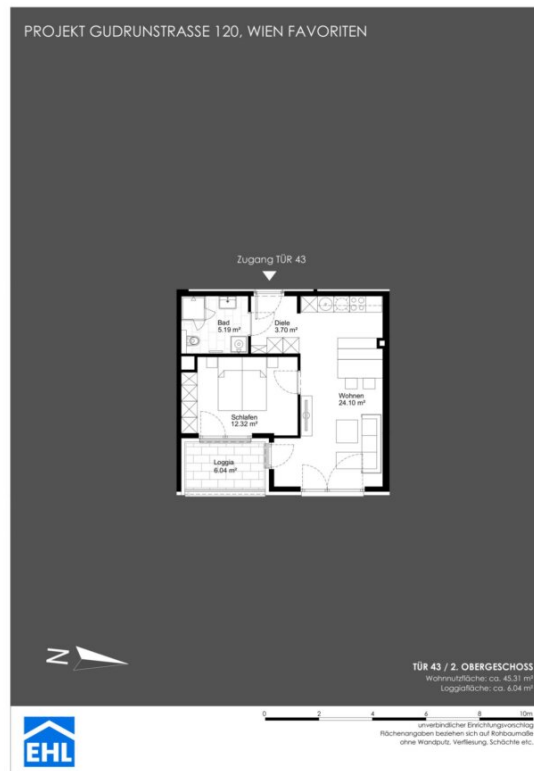 PROJEKT GUDRUNSTRASSE 120, WIEN FAVORITEN
Zugang TÜR 43
Bad
5.19 m²
Diele
3.70 m²
Wohnen
24.10 m²
Schlafen
12.32 m²
Loggia
6.04 m²
N
TÜR 43 / 2. OBERGESCHOSS
Wohnnutzfläche: ca. 45.31 m²
Loggiafläche: ca. 6.04 m²
0 2 4 6 8 10m
unverbindlicher Einrichtungsvorschlag
Flächenangaben beziehen sich auf Rohbaumaße
ohne Wandputz, Verfliesung, Schächte etc.
EHL